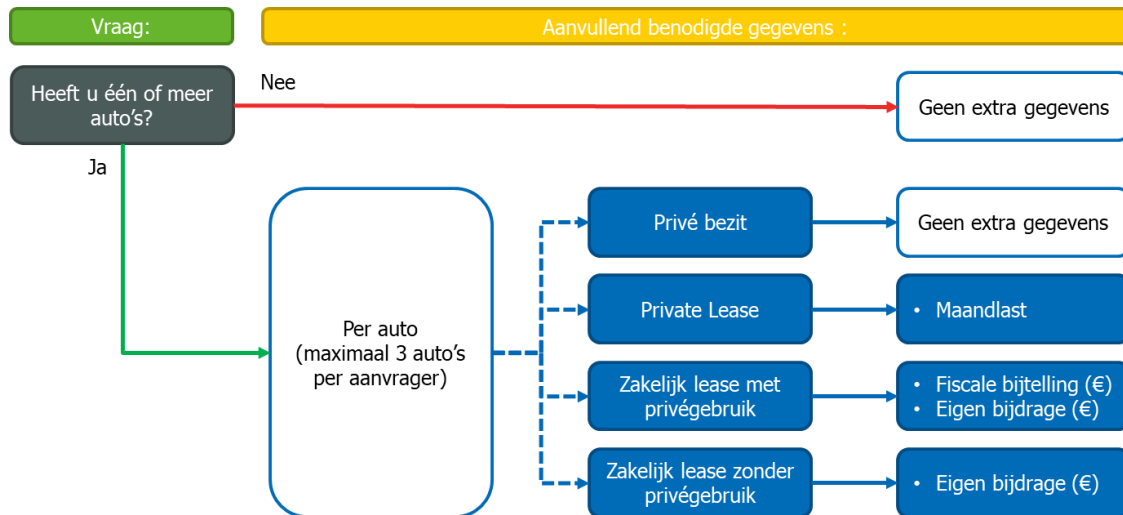 Vraag:
Aanvullend benodigde gegevens :
Heeft u één of meer
auto's?
Nee
Geen extra gegevens
Ja
Per auto
(maximaal 3 auto's
per aanvrager)
Privé bezit
Geen extra gegevens
Private Lease
• Maandlast
Zakelijk lease met
privégebruik
• Fiscale bijtelling (€)
• Eigen bijdrage (€)
Zakelijk lease zonder
privégebruik
• Eigen bijdrage (€)